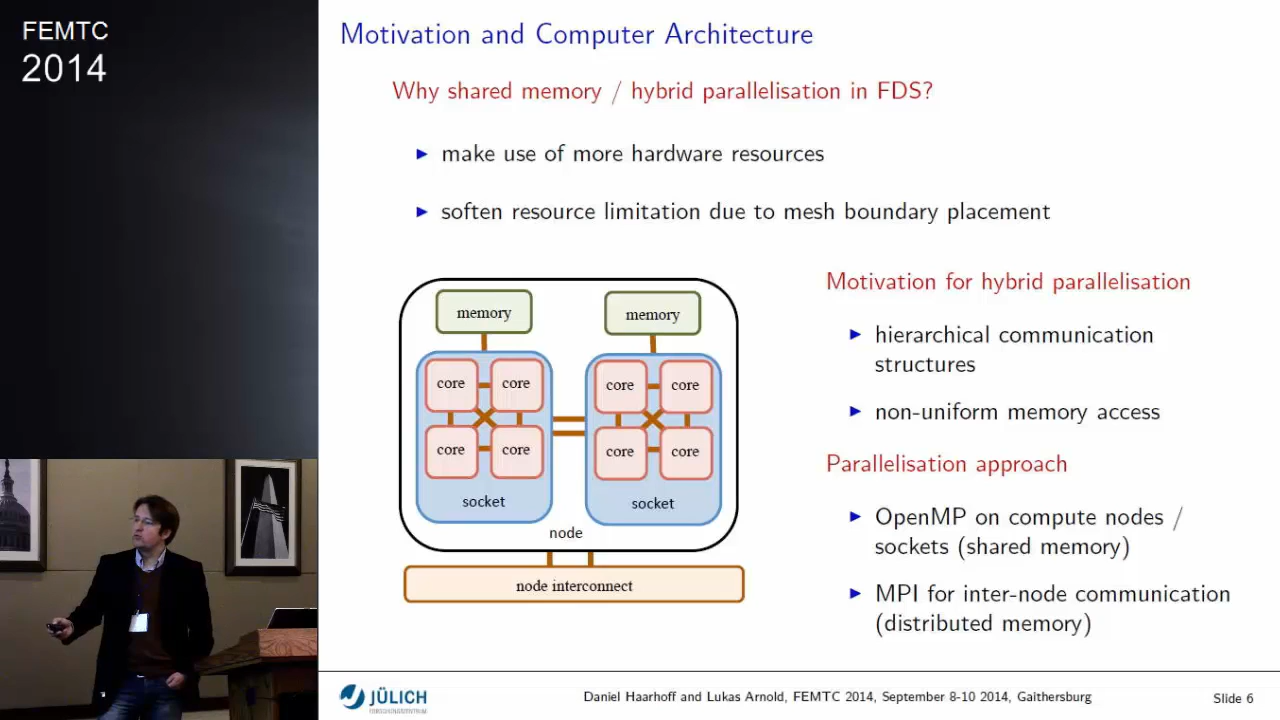 FEMTC
2014
Motivation and Computer Architecture
Why shared memory / hybrid parallelisation in FDS?
▶ make use of more hardware resources
▶ soften resource limitation due to mesh boundary placement
memory
memory
core
core
core
core
core
core
core
core
socket
socket
node
node interconnect
Motivation for hybrid parallelisation
▶ hierarchical communication
structures
▶ non-uniform memory access
Parallelisation approach
▶ OpenMP on compute nodes /
sockets (shared memory)
▶ MPI for inter-node communication
(distributed memory)
JÜLICH
FORSCHUNGSZENTRUM
Daniel Haarhoff and Lukas Arnold, FEMTC 2014, September 8-10 2014, Gaithersburg
Slide 6